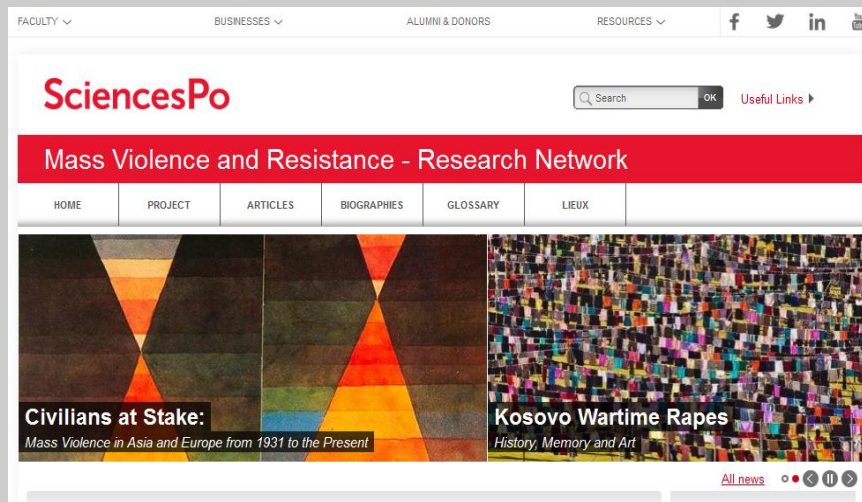 FACULTY BUSINESSES ALUMNI & DONORS RESOURCES
SciencesPo
Search OK Useful Links
Mass Violence and Resistance - Research Network
HOME PROJECT ARTICLES BIOGRAPHIES GLOSSARY LIEUX
Civilians at Stake:
Mass Violence in Asia and Europe from 1931 to the Present
Kosovo Wartime Rapes
History, Memory and Art
All news